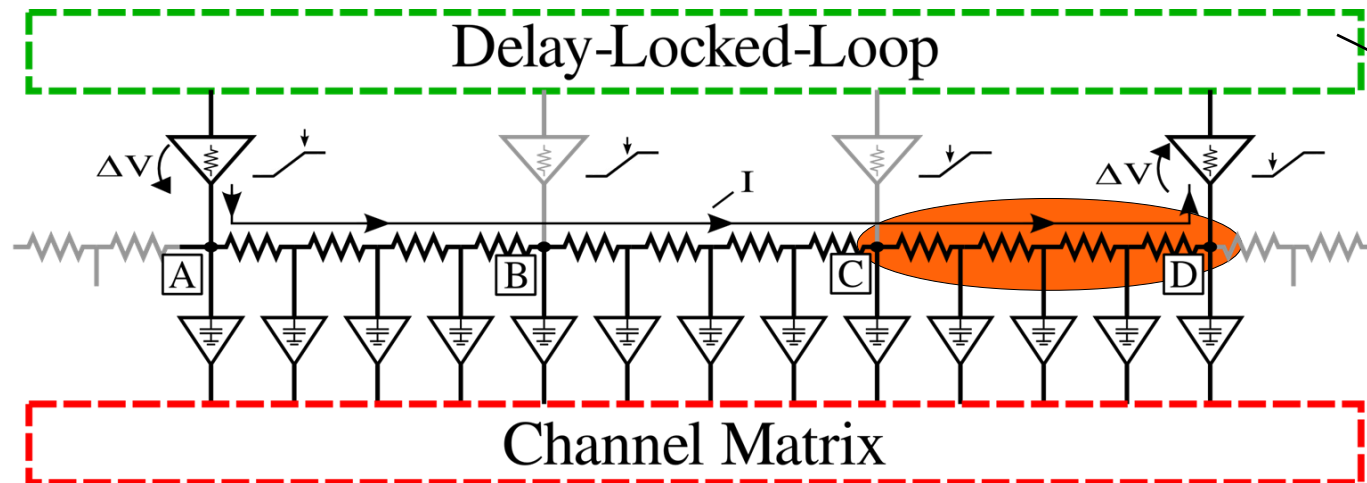 Delay-Locked-Loop
ΔV
ΔV
I
A
B
C
D
Channel Matrix